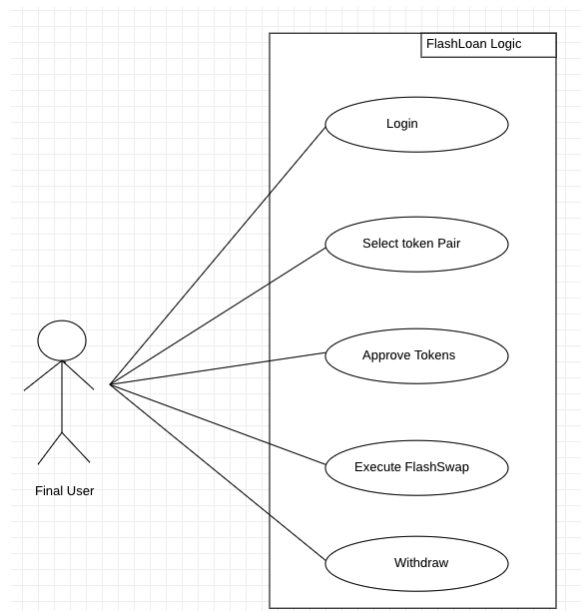 FlashLoan Logic
Login
Select token Pair
Approve Tokens
Execute FlashSwap
Final User
Withdraw